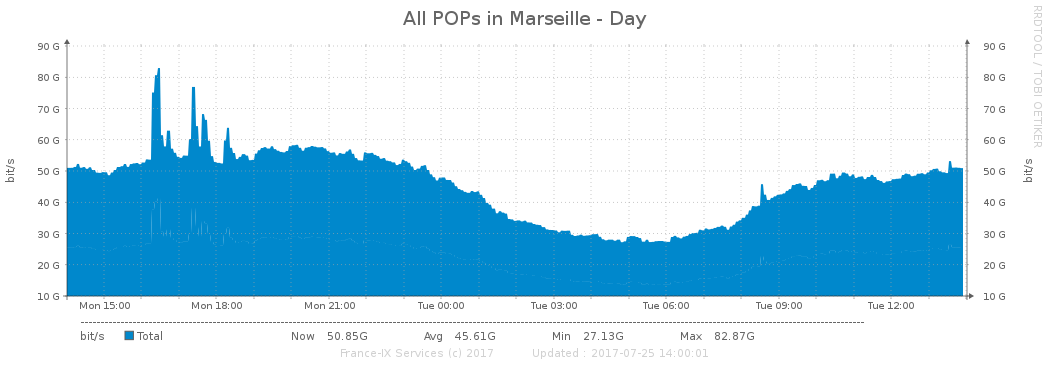 All POPs in Marseille - Day
RRDTOOL / TOBI OETIKER
bit/s
90 G 90 G
80 G 80 G
70 G 70 G
60 G 60 G
50 G 50 G
40 G 40 G
30 G 30 G
20 G 20 G
10 G 10 G
bit/s
Mon 15:00 Mon 18:00 Mon 21:00 Tue 00:00 Tue 03:00 Tue 06:00 Tue 09:00 Tue 12:00
bit/s Total Now 50.85G Avg 45.61G Min 27.13G Max 82.87G
France-IX Services (c) 2017 Updated : 2017-07-25 14:00:01